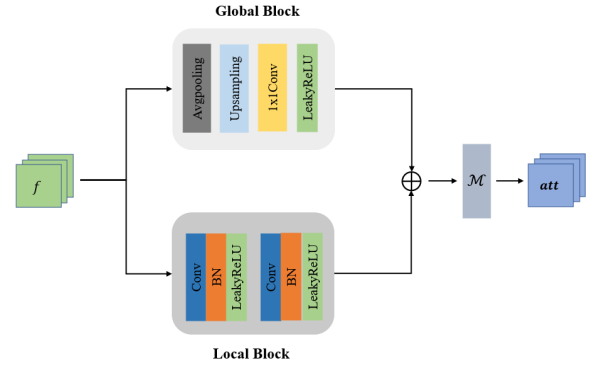 Global Block
Avgpooling
Upsampling
1x1Conv
LeakyReLU
f
ℳ
att
Conv
BN
LeakyReLU
Conv
BN
LeakyReLU
Local Block